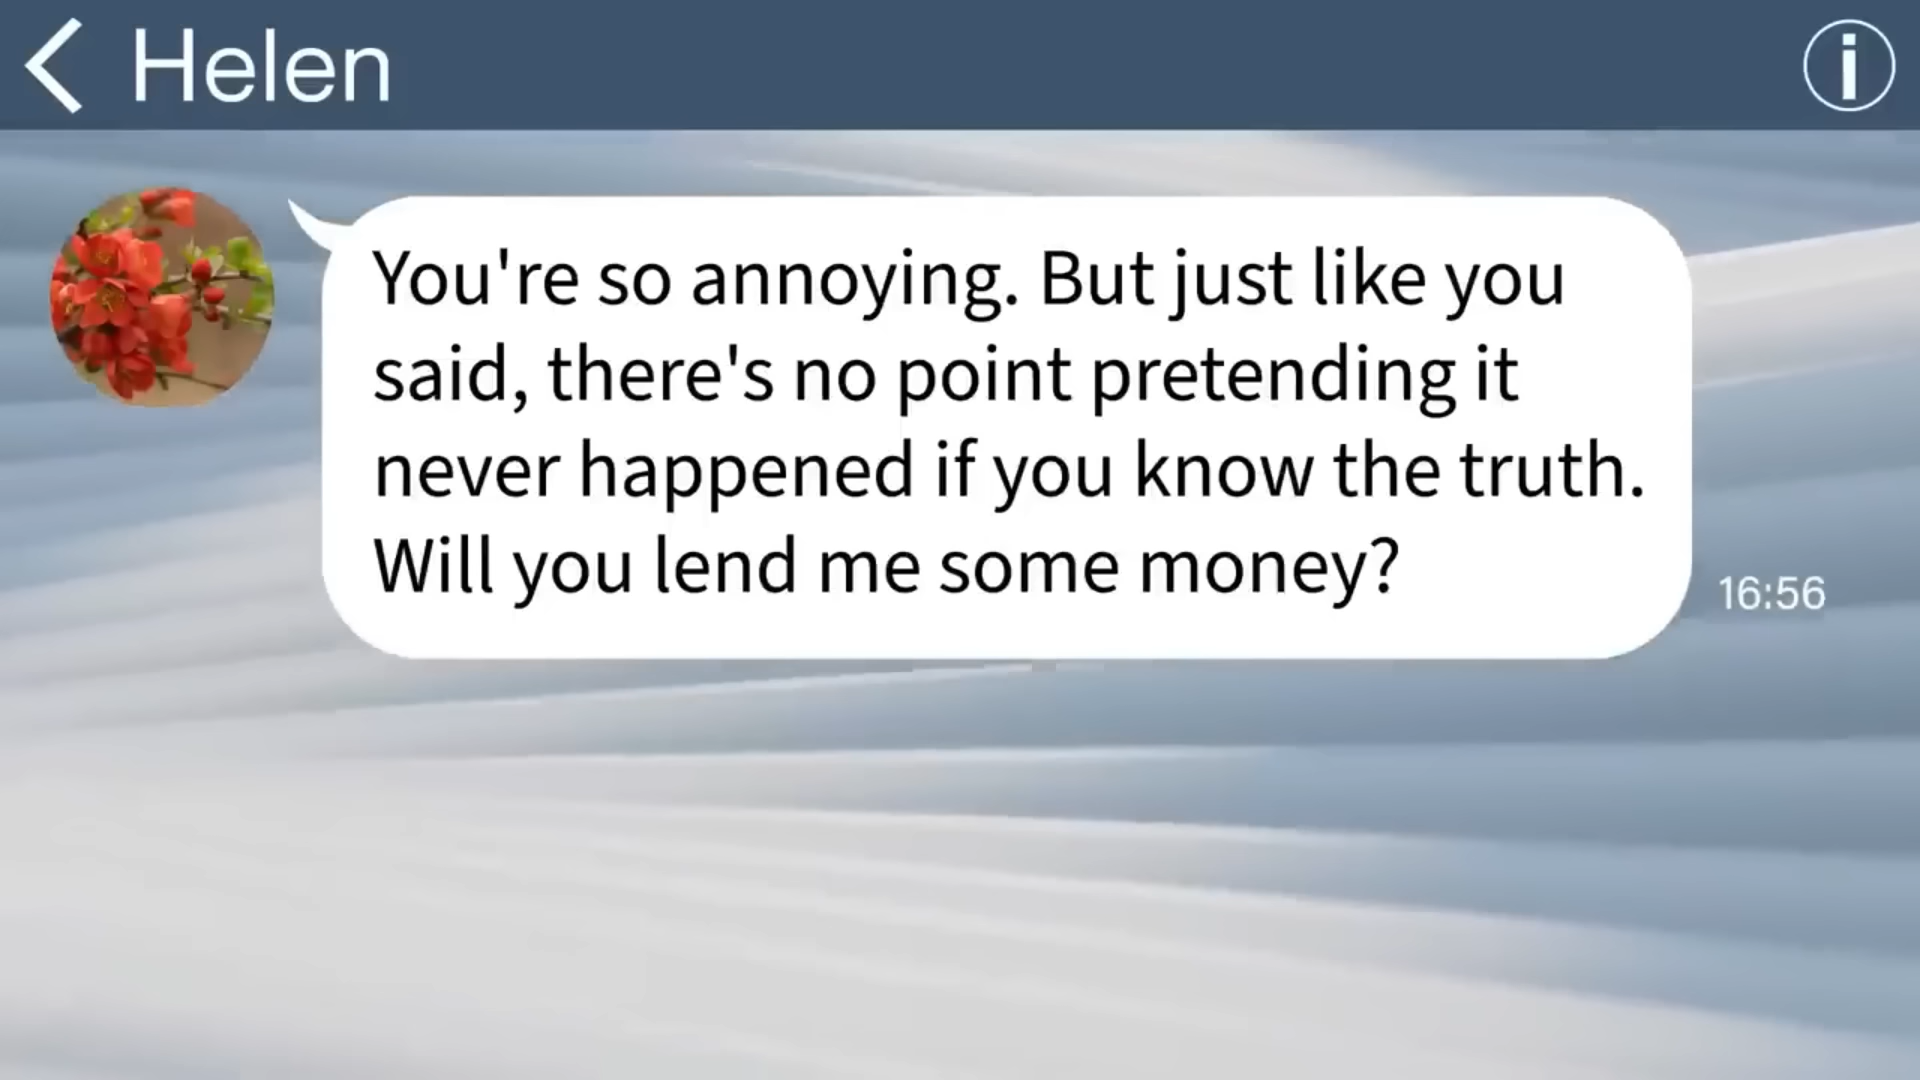 Helen
You're so annoying. But just like you
said, there's no point pretending it
never happened if you know the truth.
Will you lend me some money?
16:56